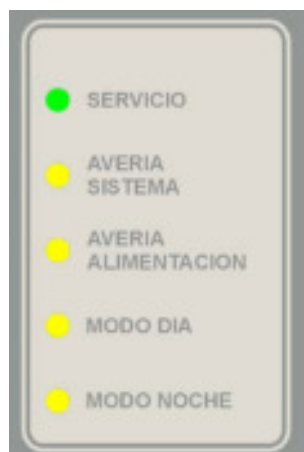 SERVICIO
AVERIA
SISTEMA
AVERIA
ALIMENTACION
MODO DIA
MODO NOCHE